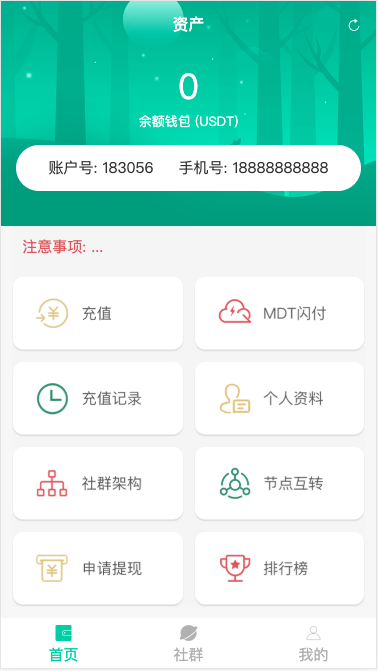 资产
0
余额钱包 (USDT)
账户号: 183056 手机号: 18888888888
注意事项: ...
充值 MDT闪付
充值记录 个人资料
社群架构 节点互转
申请提现 排行榜
首页 社群 我的